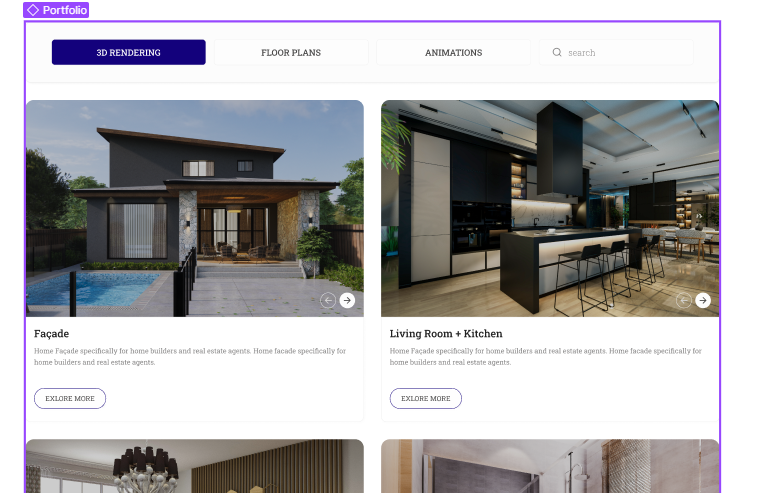 Portfolio
3D RENDERING
FLOOR PLANS
ANIMATIONS
search
Façade
Home Façade specifically for home builders and real estate agents. Home facade specifically for
home builders and real estate agents.
EXLORE MORE
Living Room + Kitchen
Home Façade specifically for home builders and real estate agents. Home facade specifically for
home builders and real estate agents.
EXLORE MORE